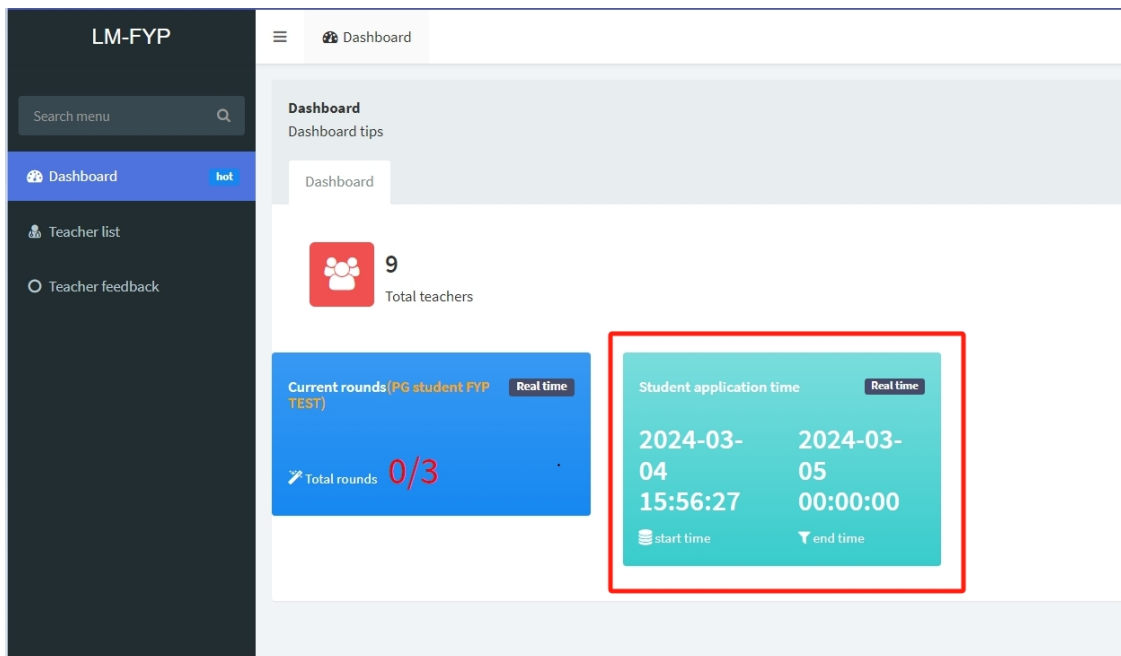 LM-FYP
Dashboard
Search menu
Dashboard
Dashboard tips
Dashboard hot
Dashboard
Teacher list
Teacher feedback
9
Total teachers
Current rounds(PG student FYP
TEST)
Real time
Total rounds 0/3
Student application time
Real time
2024-03-
04
15:56:27
start time
2024-03-
05
00:00:00
end time